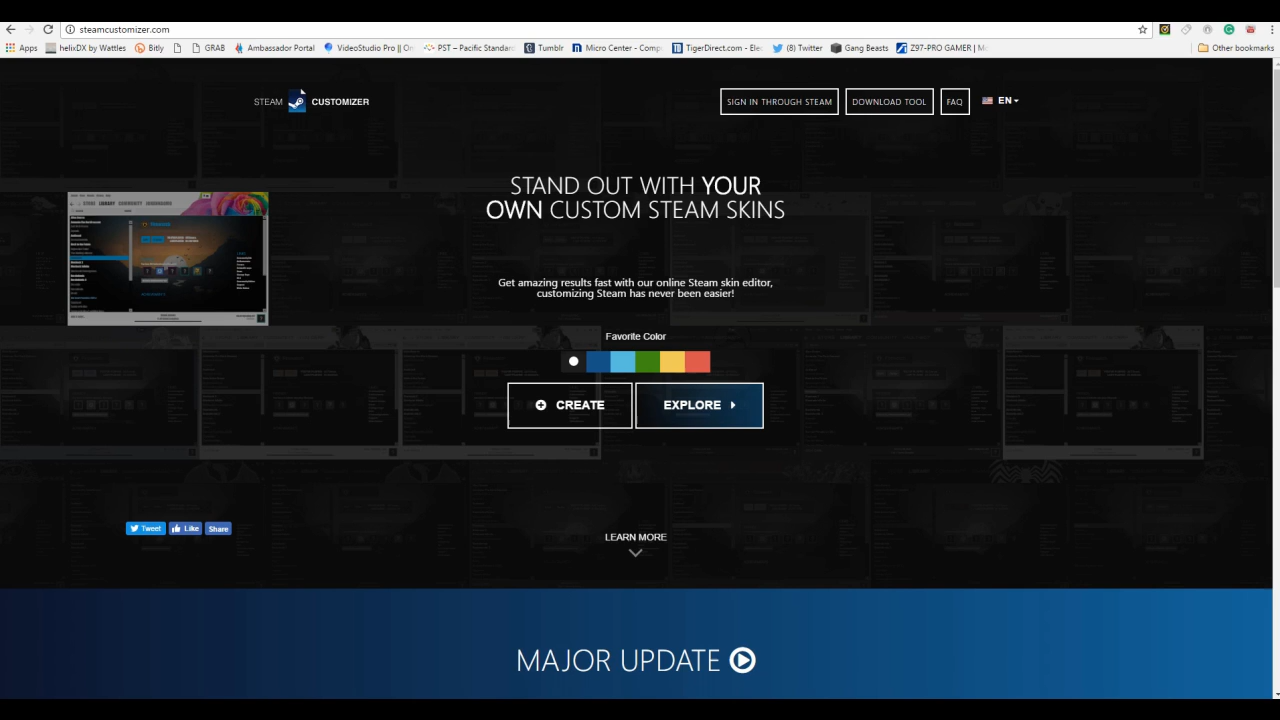 steamcustomizer.com
Apps helixDX by Wattles Bitly GRAB Ambassador Portal VideoStudio Pro || On PST – Pacific Standard Tumblr Micro Center - Comp TigerDirect.com - Ele (8) Twitter Gang Beasts Z97-PRO GAMER | M Other bookmarks
STEAM CUSTOMIZER
SIGN IN THROUGH STEAM DOWNLOAD TOOL FAQ EN
STAND OUT WITH YOUR
OWN CUSTOM STEAM SKINS
Get amazing results fast with our online Steam skin editor,
customizing Steam has never been easier!
Favorite Color
CREATE EXPLORE
Tweet Like Share
LEARN MORE
MAJOR UPDATE